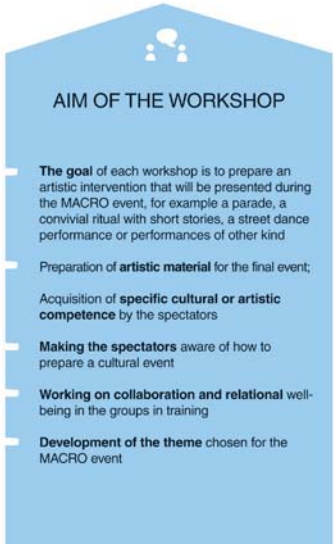 AIM OF THE WORKSHOP
The goal of each workshop is to prepare an
artistic intervention that will be presented during
the MACRO event, for example a parade, a
convivial ritual with short stories, a street dance
performance or performances of other kind
Preparation of artistic material for the final event;
Acquisition of specific cultural or artistic
competence by the spectators
Making the spectators aware of how to
prepare a cultural event
Working on collaboration and relational well-
being in the groups in training
Development of the theme chosen for the
MACRO event